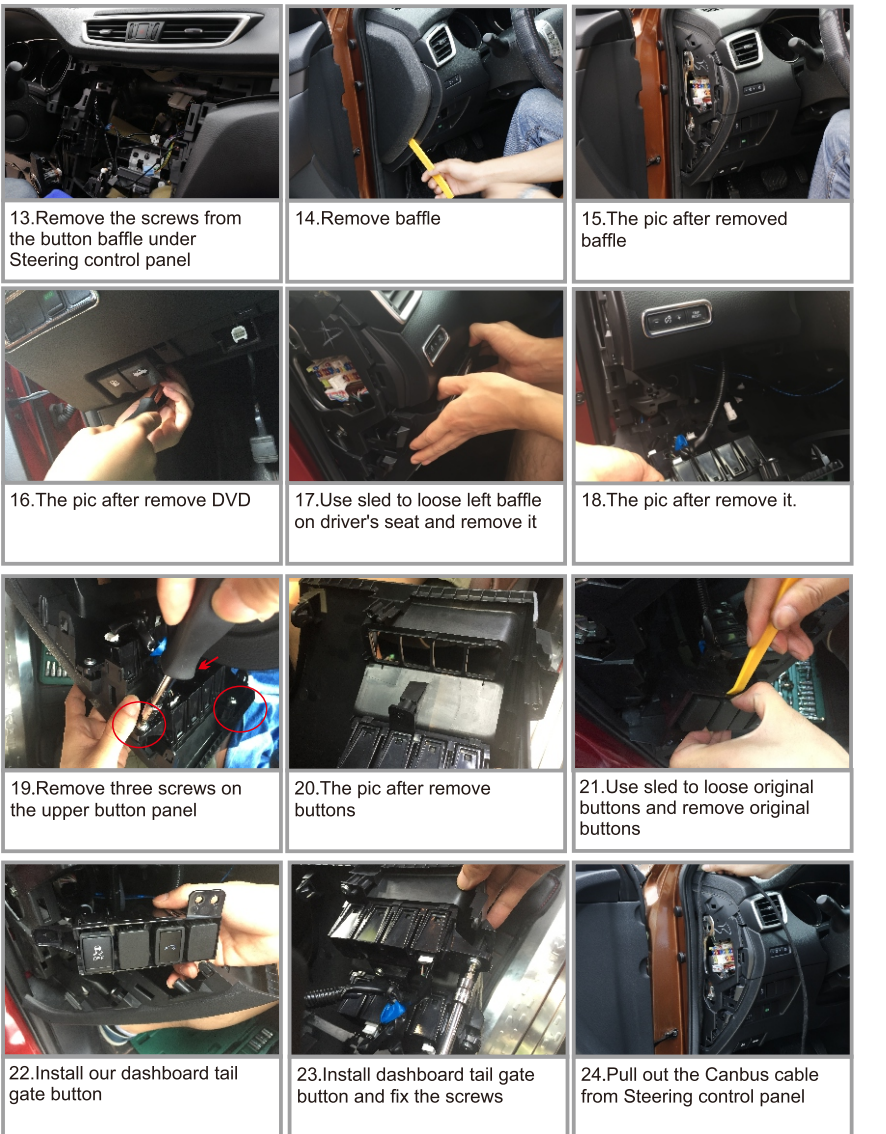 13.Remove the screws from
the button baffle under
Steering control panel
14.Remove baffle
15.The pic after removed
baffle
16.The pic after remove DVD
17.Use sled to loose left baffle
on driver's seat and remove it
18.The pic after remove it.
19.Remove three screws on
the upper button panel
20.The pic after remove
buttons
21.Use sled to loose original
buttons and remove original
buttons
OFF
22.Install our dashboard tail
gate button
23.Install dashboard tail gate
button and fix the screws
24.Pull out the Canbus cable
from Steering control panel